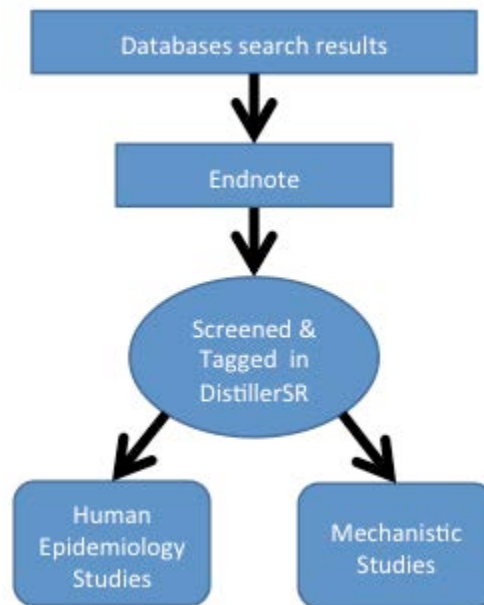 Databases search results
Endnote
Screened &
Tagged in
DistillerSR
Human
Epidemiology
Studies
Mechanistic
Studies